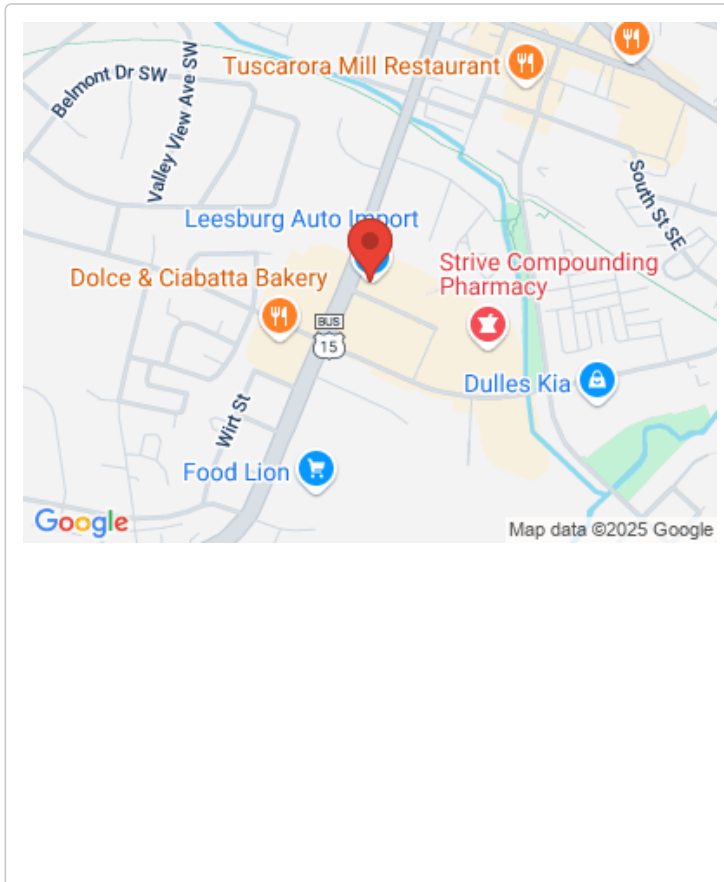 Tuscarora Mill Restaurant
Belmont Dr SW
Valley View Ave SW
South St SE
Leesburg Auto Import
Strive Compounding
Pharmacy
Dolce & Ciabatta Bakery
BUS
15
Dulles Kia
Wirt St
Food Lion
Google
Map data ©2025 Google